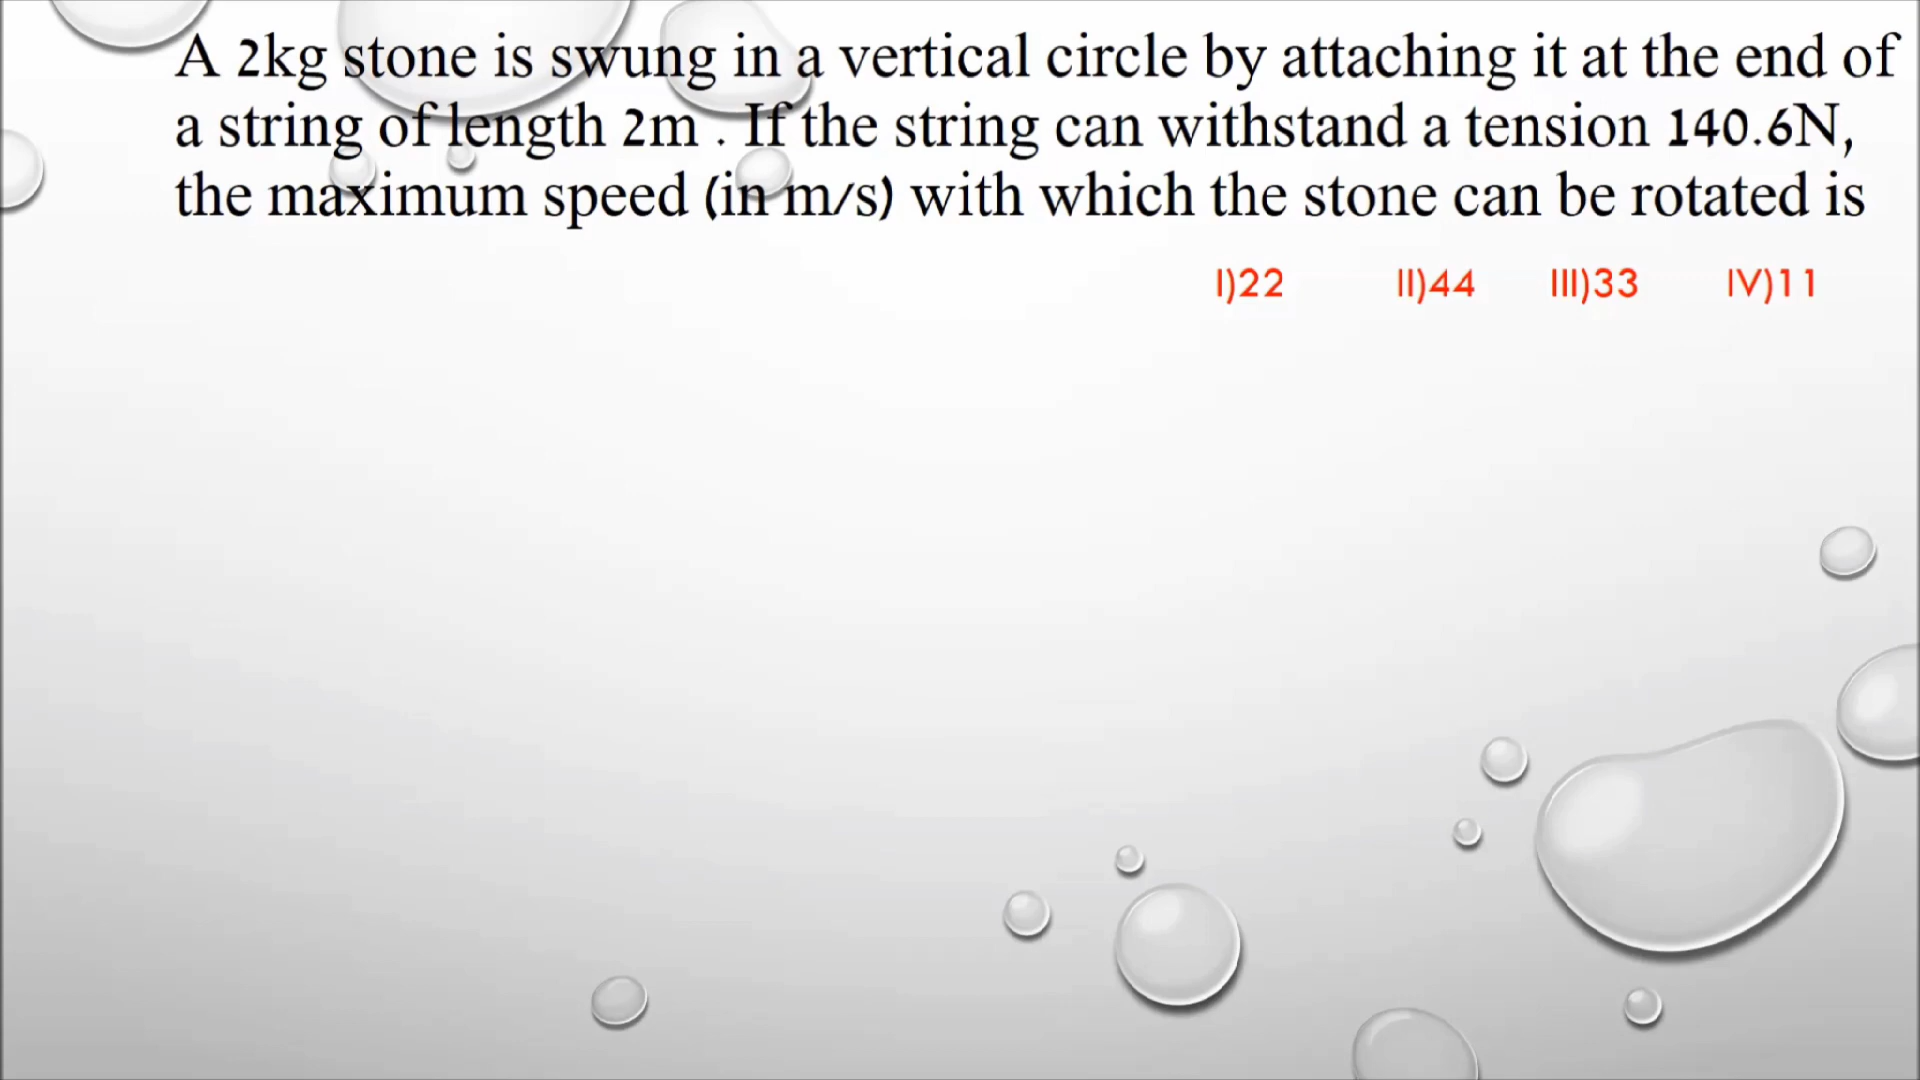 A 2kg stone is swung in a vertical circle by attaching it at the end of
a string of length 2m . If the string can withstand a tension 140.6N,
the maximum speed (in m/s) with which the stone can be rotated is
I)22 II)44 III)33 IV)11